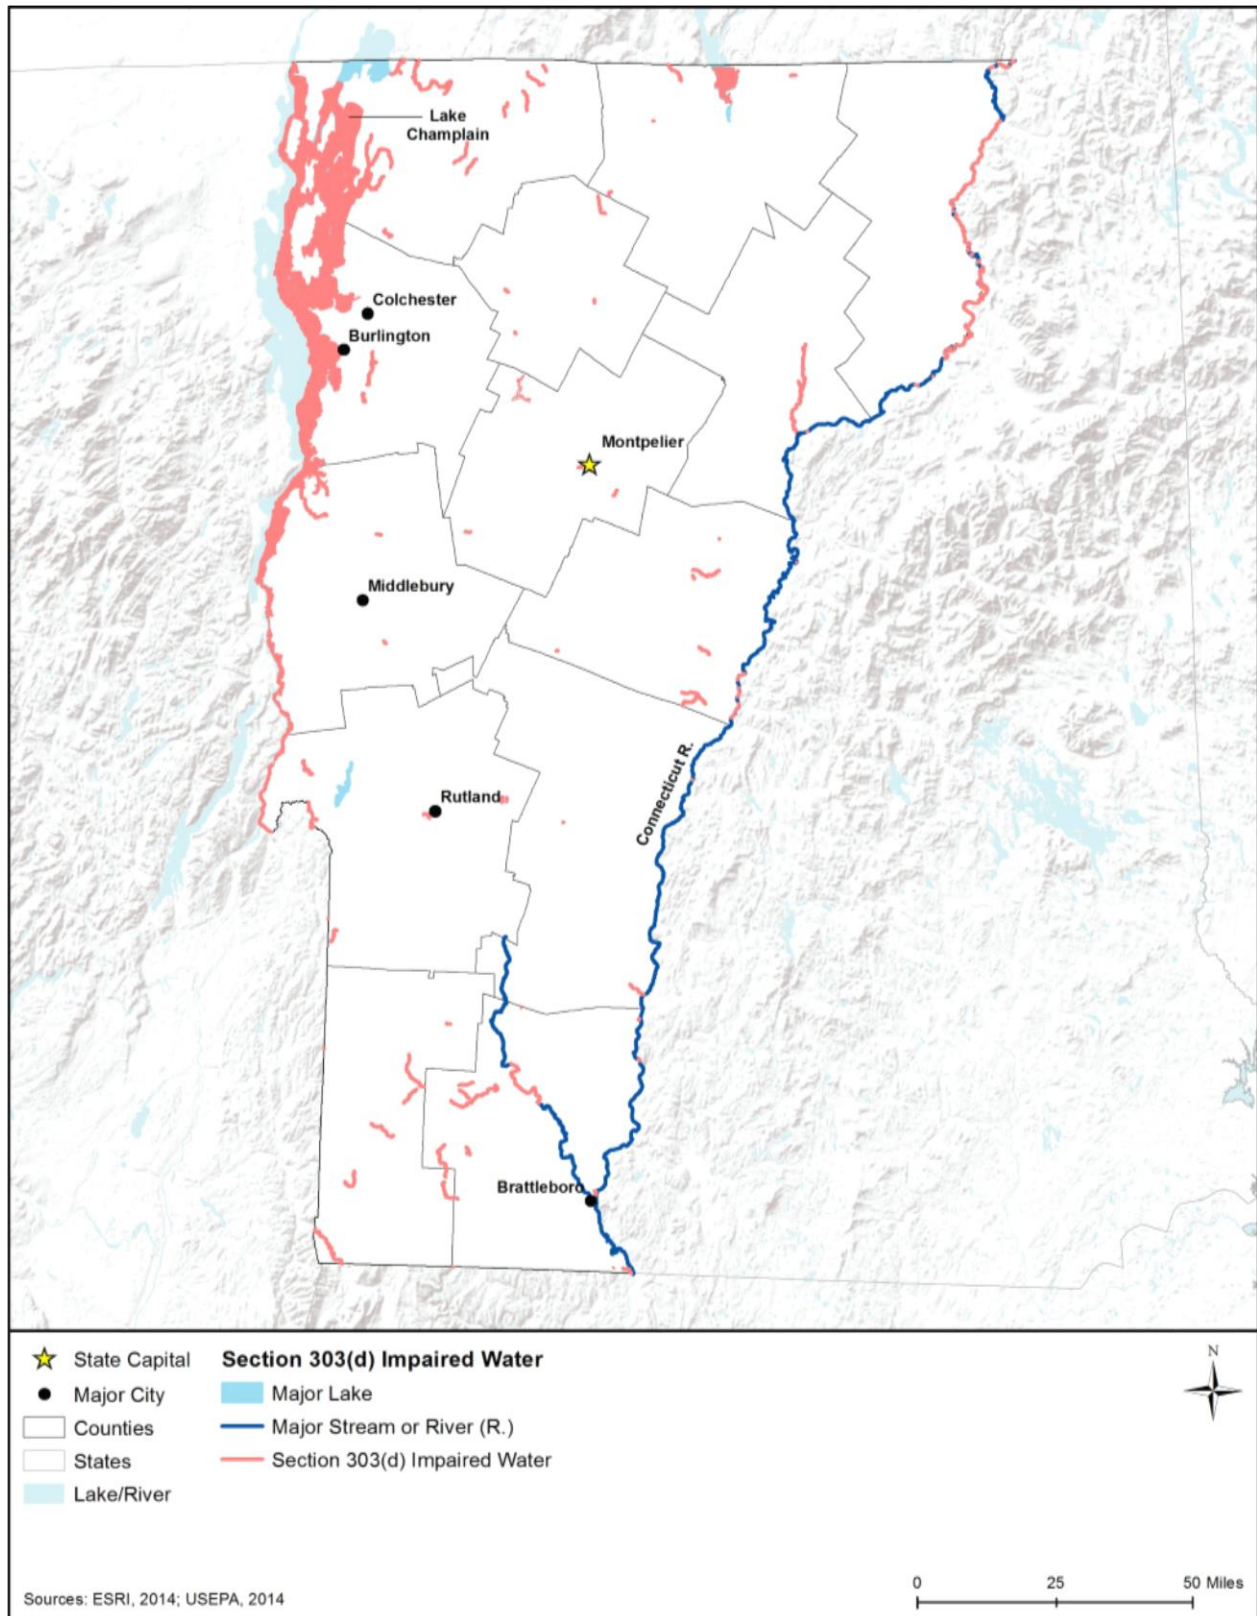 Lake
Champlain
Colchester
Burlington
Montpelier
Middlebury
Connecticut R.
Rutland
Brattleboro
State Capital
Major City
Counties
States
Lake/River
Section 303(d) Impaired Water
Major Lake
Major Stream or River (R.)
Section 303(d) Impaired Water
N
Sources: ESRI, 2014; USEPA, 2014
0 25 50 Miles